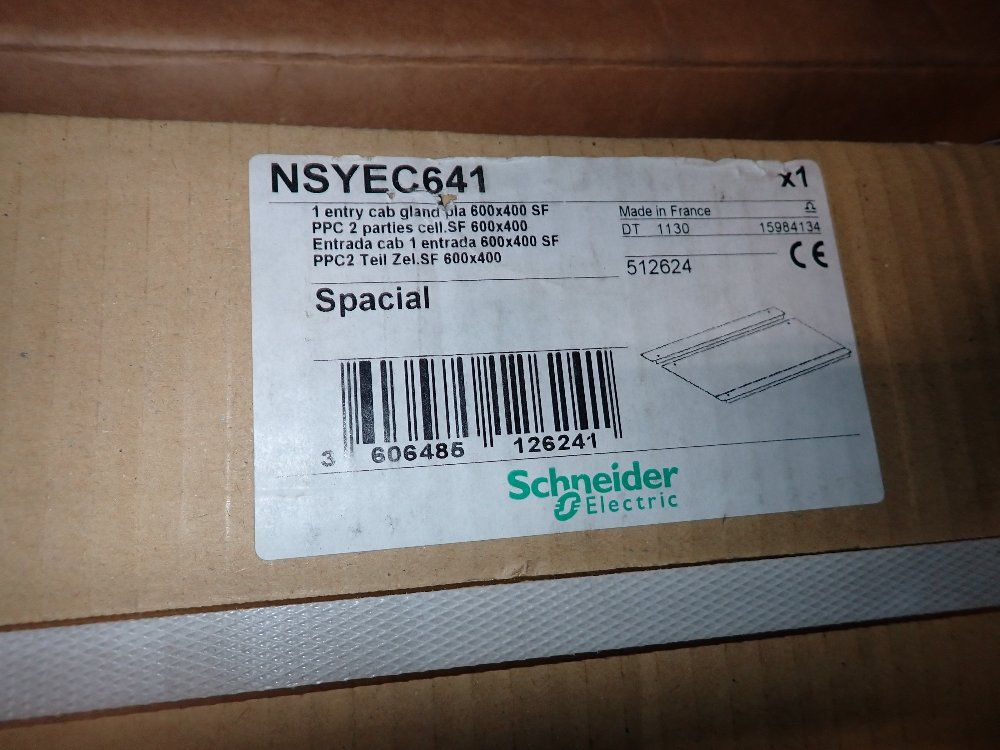 NSYEC641 x1
1 entry cab gland pla 600x400 SF
PPC 2 parties cell.SF 600x400
Entrada cab 1 entrada 600x400 SF
PPC2 Teil Zel.SF 600x400
Made in France
DT 1130 15984134
512624 CE
Spacial
3 606485 126241
Schneider
Electric